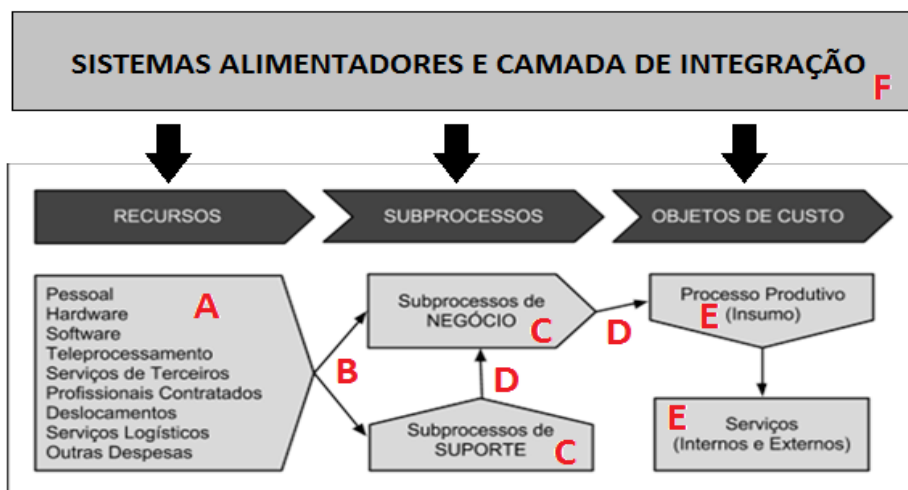 SISTEMAS ALIMENTADORES E CAMADA DE INTEGRAÇÃO
F
RECURSOS
SUBPROCESSOS
OBJETOS DE CUSTO
Pessoal
Hardware
Software
Teleprocessamento
Serviços de Terceiros
Profissionais Contratados
Deslocamentos
Serviços Logísticos
Outras Despesas
A
B
Subprocessos de
NEGÓCIO
C
D
Subprocessos de
SUPORTE
C
D
Processo Produtivo
(Insumo)
E
E
Serviços
(Internos e Externos)